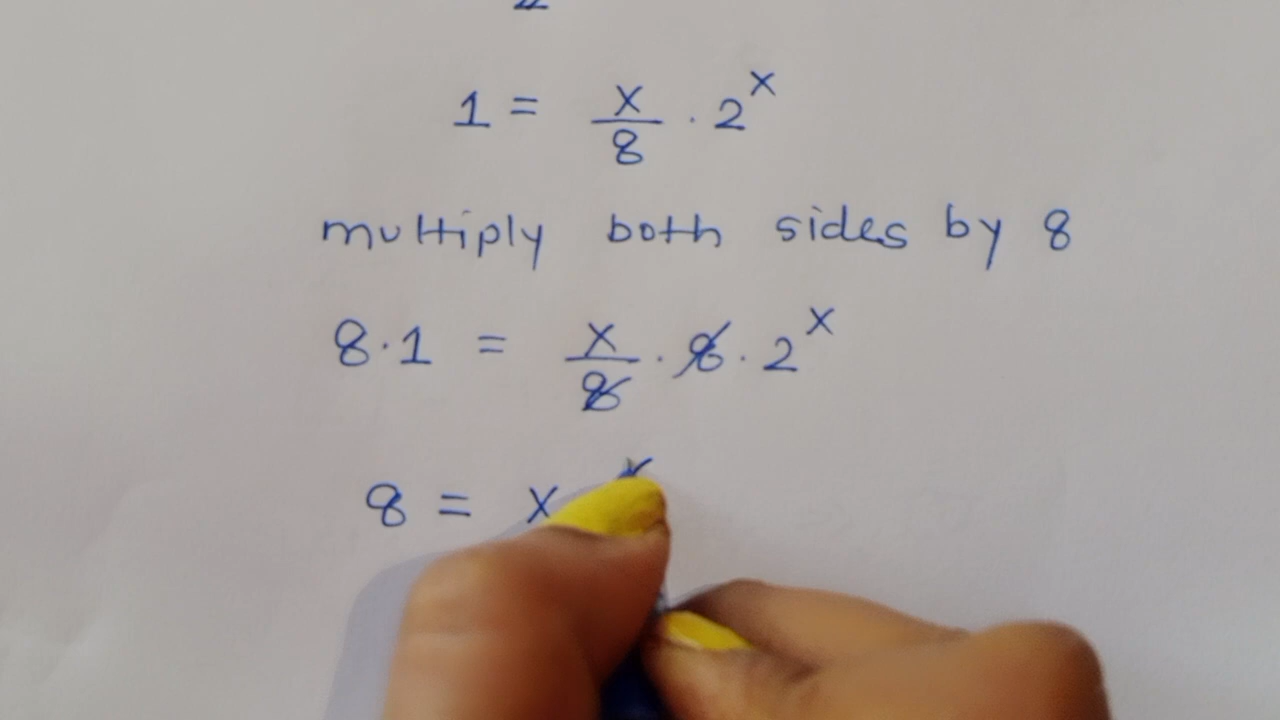 1 = x/8 · 2^x
multiply both sides by 8
8·1 = x/8 · 8 · 2^x
8 = x